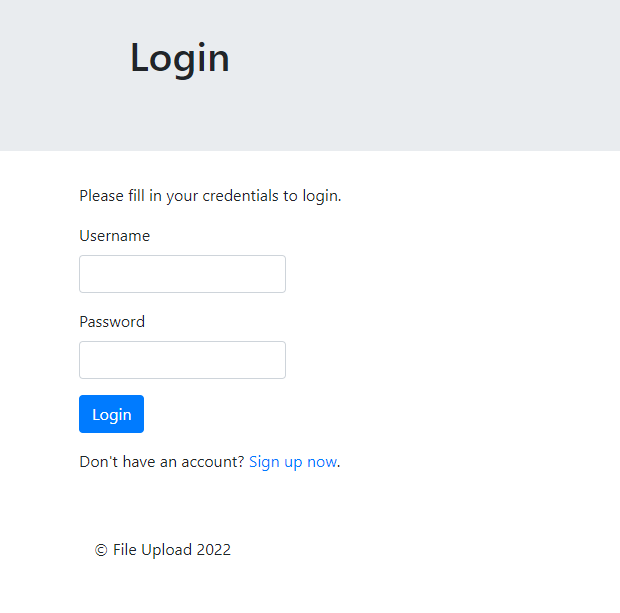 Login
Please fill in your credentials to login.
Username
Password
Login
Don't have an account? Sign up now.
© File Upload 2022